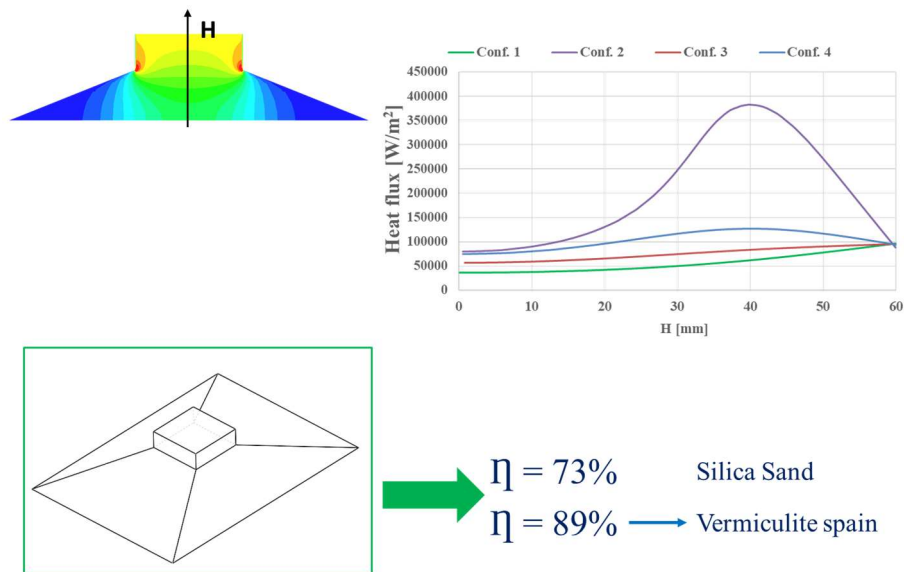 H
Conf. 1 Conf. 2 Conf. 3 Conf. 4
Heat flux [W/m²]
450000
400000
350000
300000
250000
200000
150000
100000
50000
0
0 10 20 30 40 50 60
H [mm]
η = 73% Silica Sand
η = 89% Vermiculite spain